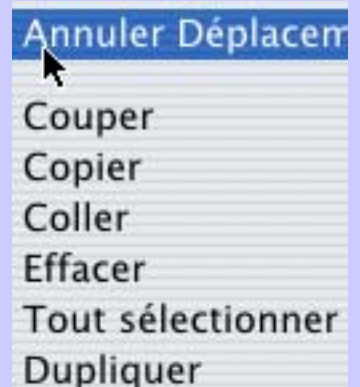 Annuler Déplacem
Couper
Copier
Coller
Effacer
Tout sélectionner
Dupliquer